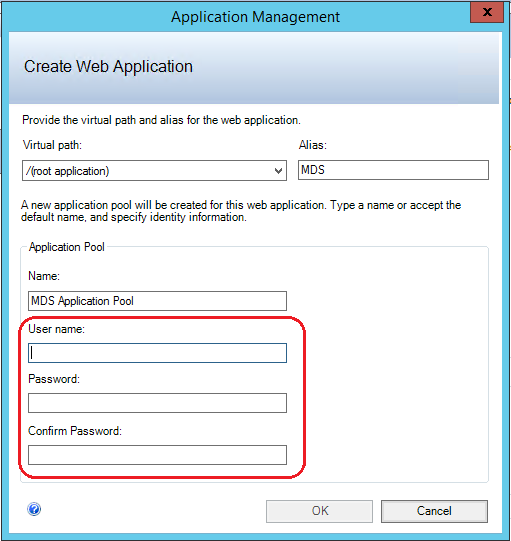 Application Management
x
Create Web Application
Provide the virtual path and alias for the web application.
Virtual path:
Alias:
/(root application)
MDS
A new application pool will be created for this web application. Type a name or accept the
default name, and specify identity information.
Application Pool
Name:
MDS Application Pool
User name:
Password:
Confirm Password:
?
OK
Cancel